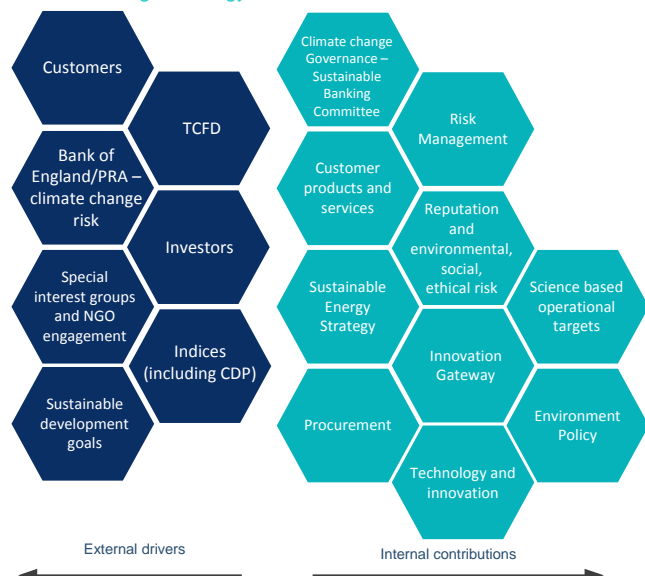 Customers
TCFD
Bank of
England/PRA –
climate change
risk
Investors
Special
interest groups
and NGO
engagement
Indices
(including CDP)
Sustainable
development
goals
Climate change
Governance –
Sustainable
Banking
Committee
Risk
Management
Customer
products and
services
Reputation
and
environmental,
social,
ethical risk
Sustainable
Energy
Strategy
Science based
operational
targets
Innovation
Gateway
Procurement
Environment
Policy
Technology and
innovation
External drivers
Internal contributions